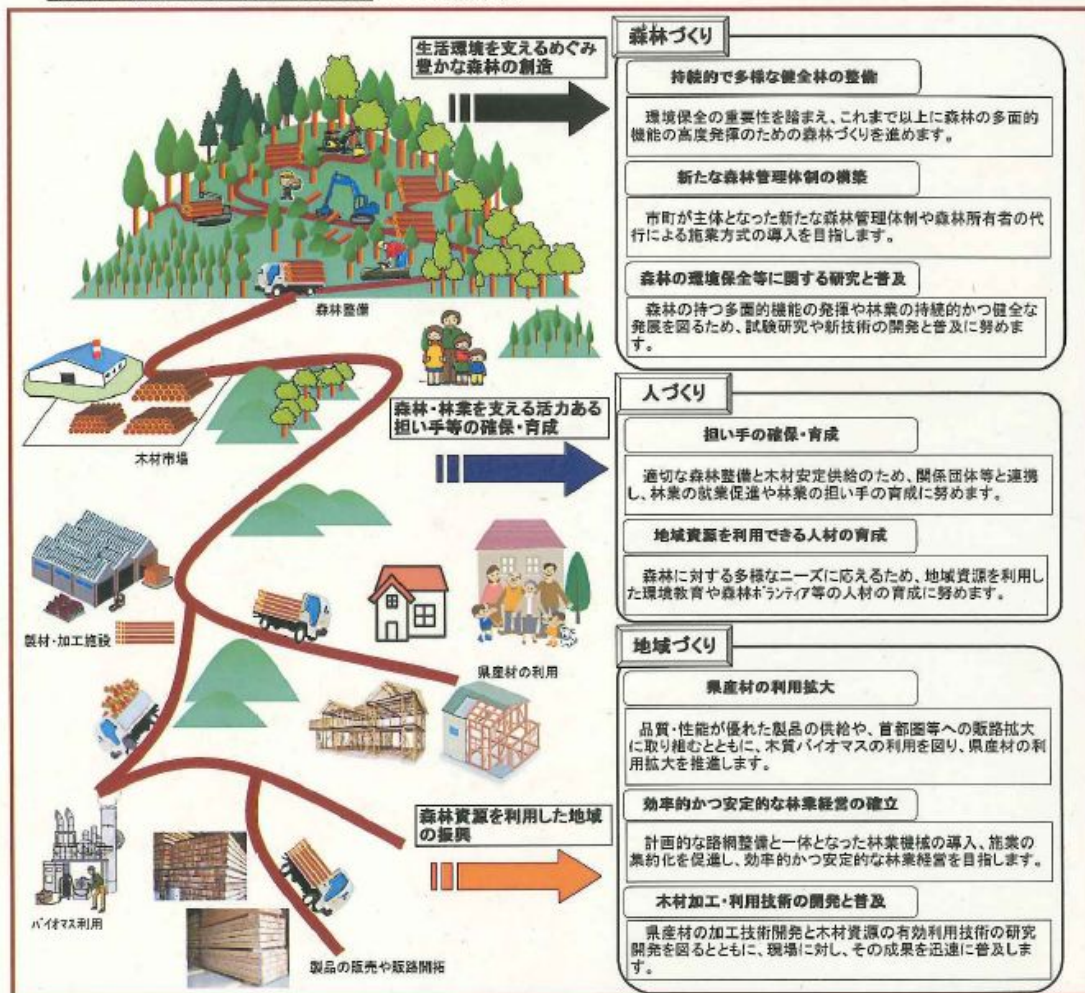 生活環境を支えるめぐみ
豊かな森林の創造
森林整備
木材市場
森林・林業を支える活力ある
担い手等の確保・育成
製材・加工施設
県産材の利用
森林資源を利用した地域
の振興
バイオマス利用
製品の販売や販路開拓
森林づくり
持続的で多様な健全林の整備
環境保全の重要性を踏まえ、これまで以上に森林の多面的
機能の高度発揮のための森林づくりを進めます。
新たな森林管理体制の構築
市町が主体となった新たな森林管理体制や森林所有者の代
行による施業方式の導入を目指します。
森林の環境保全等に関する研究と普及
森林の持つ多面的機能の発揮や林業の持続的かつ健全な
発展を図るため、試験研究や新技術の開発と普及に努めま
す。
人づくり
担い手の確保・育成
適切な森林整備と木材安定供給のため、関係団体等と連携
し、林業の就業促進や林業の担い手の育成に努めます。
地域資源を利用できる人材の育成
森林に対する多様なニーズに応えるため、地域資源を利用し
た環境教育や森林ボランティア等の人材の育成に努めます。
地域づくり
県産材の利用拡大
品質・性能が優れた製品の供給や、首都圏等への販路拡大
に取り組むとともに、木質バイオマスの利用を図り、県産材の利
用拡大を推進します。
効率的かつ安定的な林業経営の確立
計画的な路網整備と一体となった林業機械の導入、施業の
集約化を促進し、効率的かつ安定的な林業経営を目指します。
木材加工・利用技術の開発と普及
県産材の加工技術開発と木材資源の有効利用技術の研究
開発を図るとともに、現場に対し、その成果を迅速に普及しま
す。